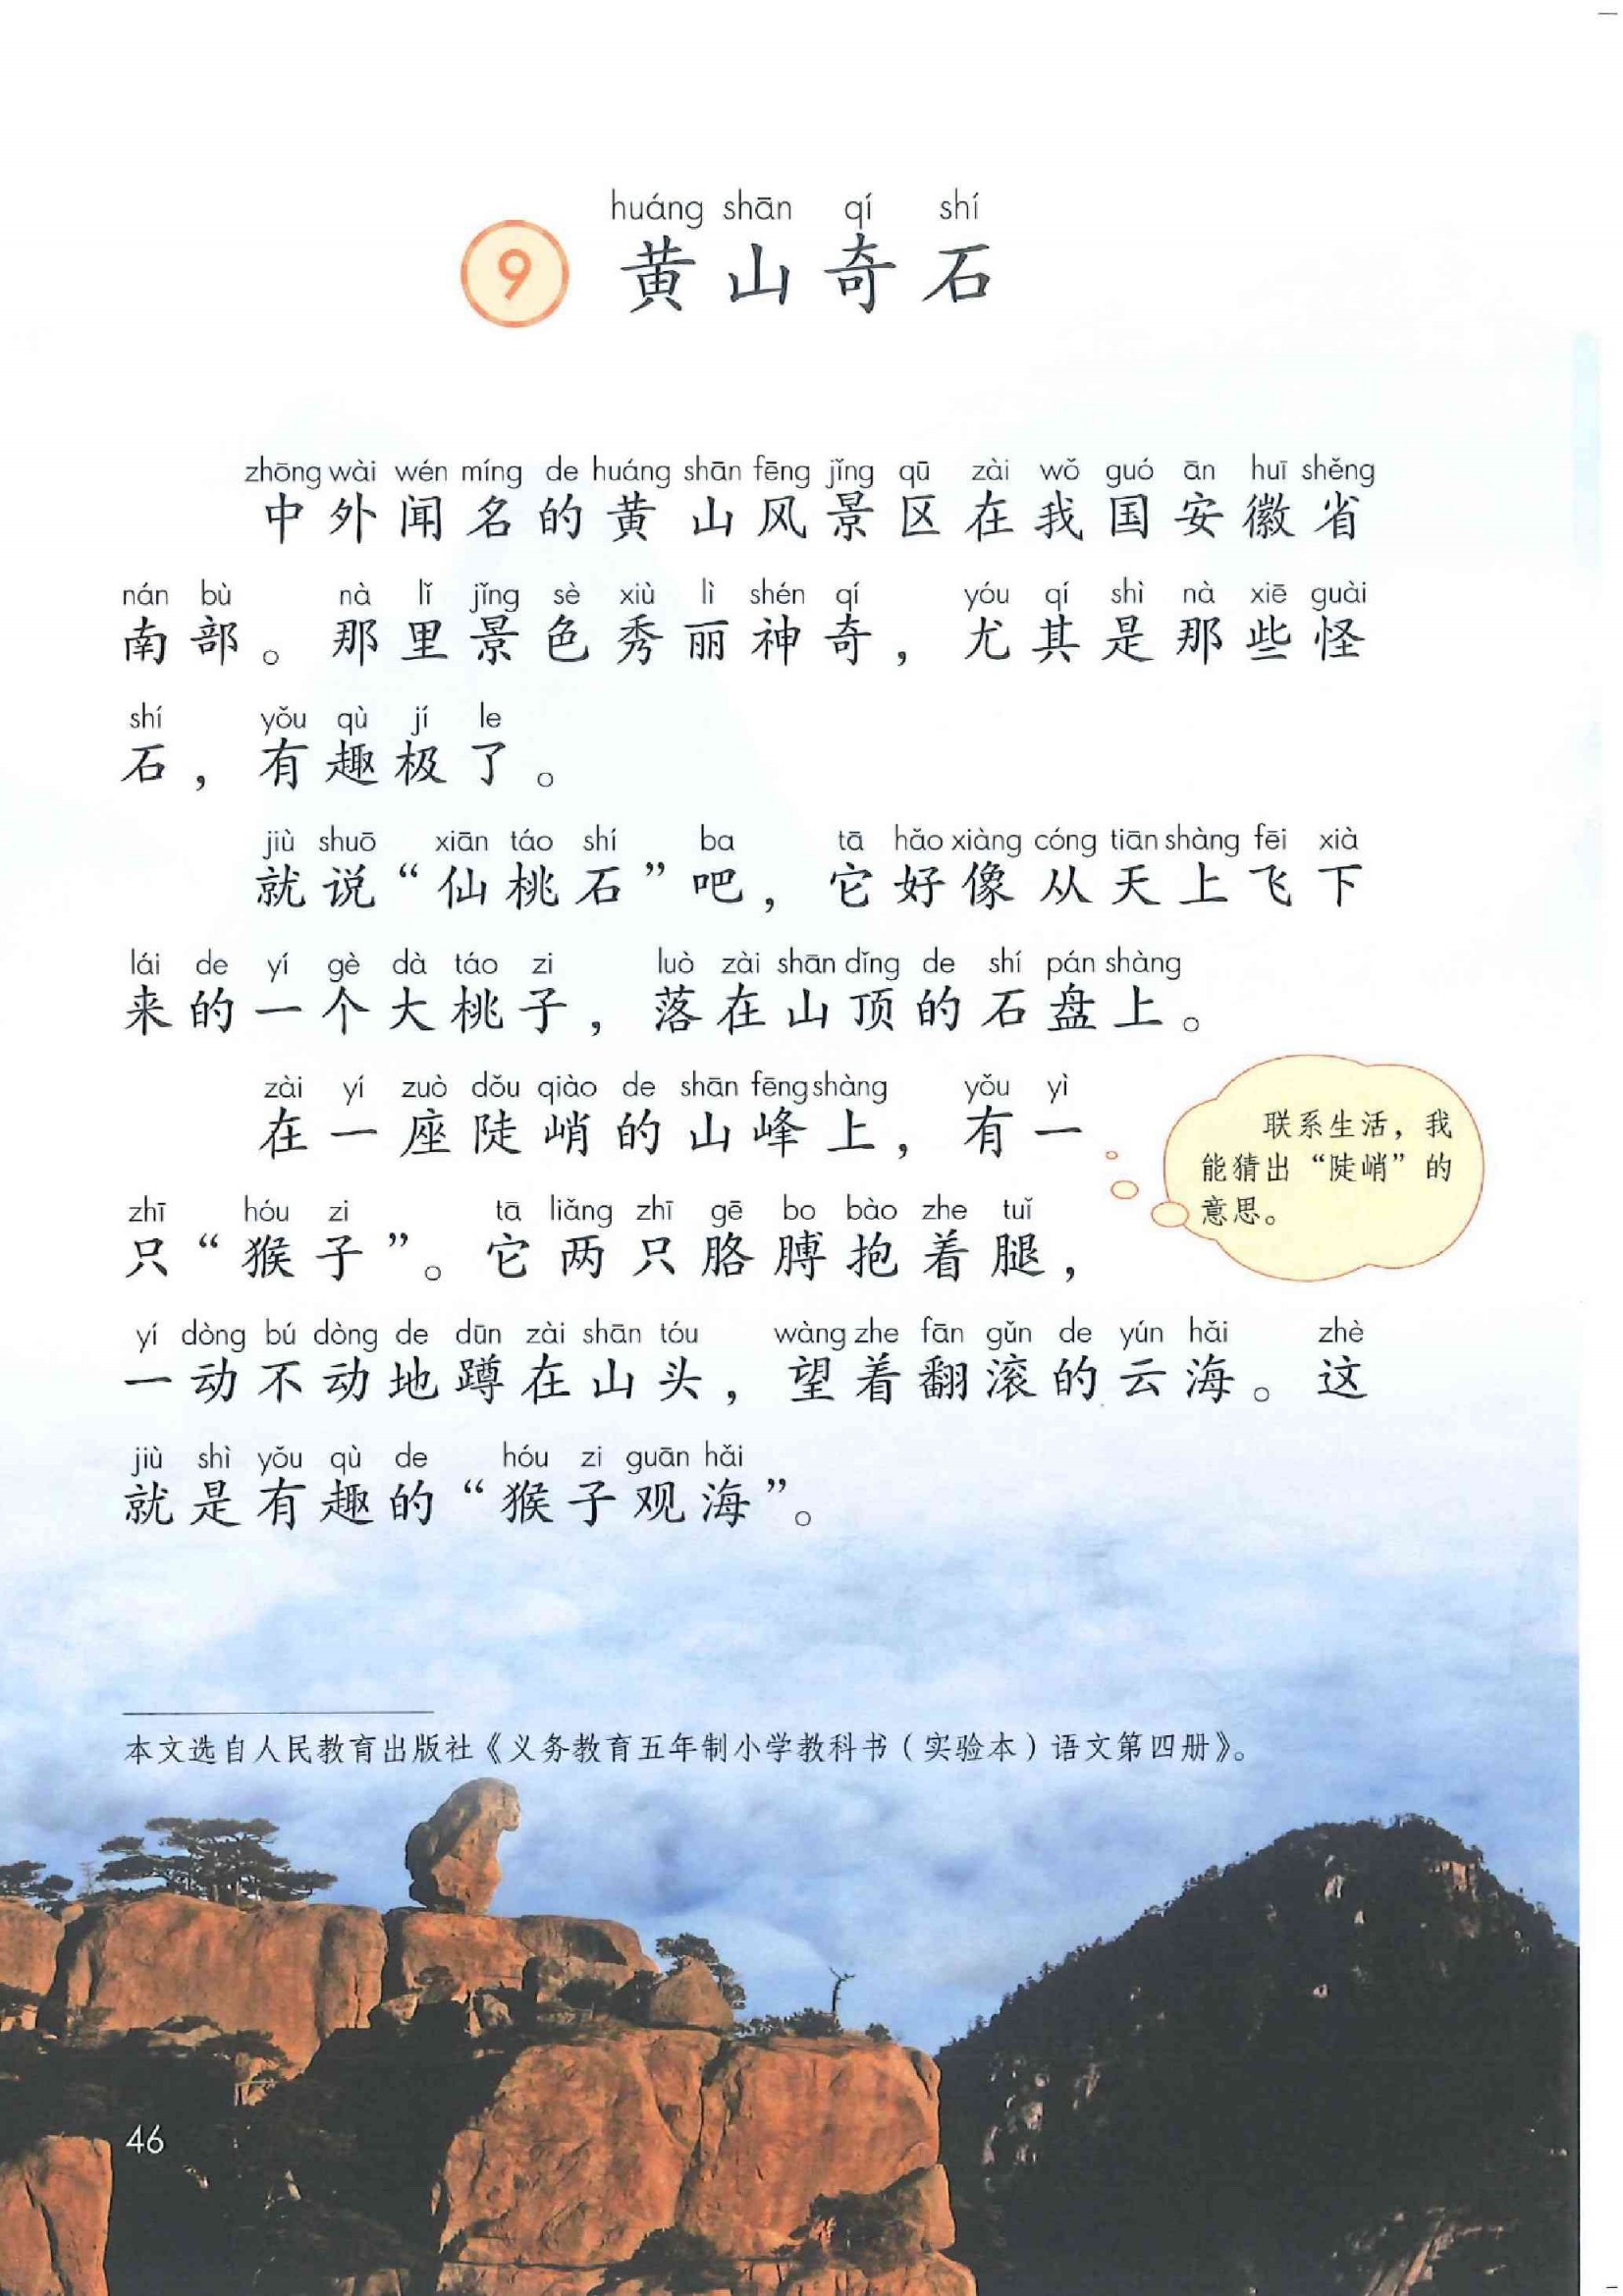 huáng shān qí shí
9 黄山奇石
zhōng wài wén míng de huáng shān fēng jǐng qū zài wǒ guó ān huī shěng
中外闻名的黄山风景区在我国安徽省
nán bù nà lǐ jǐng sè xiù lì shén qí yóu qí shì nà xiē guài
南部。那里景色秀丽神奇，尤其是那些怪
shí yǒu qù jí le
石，有趣极了。
jiù shuō xiān táo shí ba tā hǎo xiàng cóng tiān shàng fēi xià
就说“仙桃石”吧，它好像从天上飞下
lái de yí gè dà táo zi luò zài shān dǐng de shí pán shàng
来的一个大桃子，落在山顶的石盘上。
zài yí zuò dǒu qiào de shān fēng shàng yǒu yì
在一座陡峭的山峰上，有一
zhī hóu zi tā liǎng zhī gē bo bào zhe tuǐ
只“猴子”。它两只胳膊抱着腿，
yí dòng bú dòng de dūn zài shān tóu wàng zhe fān gǔn de yún hǎi zhè
一动不动地蹲在山头，望着翻滚的云海。这
jiù shì yǒu qù de hóu zi guān hǎi
就是有趣的“猴子观海”。
联系生活，我
能猜出“陡峭”的
意思。
本文选自人民教育出版社《义务教育五年制小学教科书（实验本）语文第四册》。
46